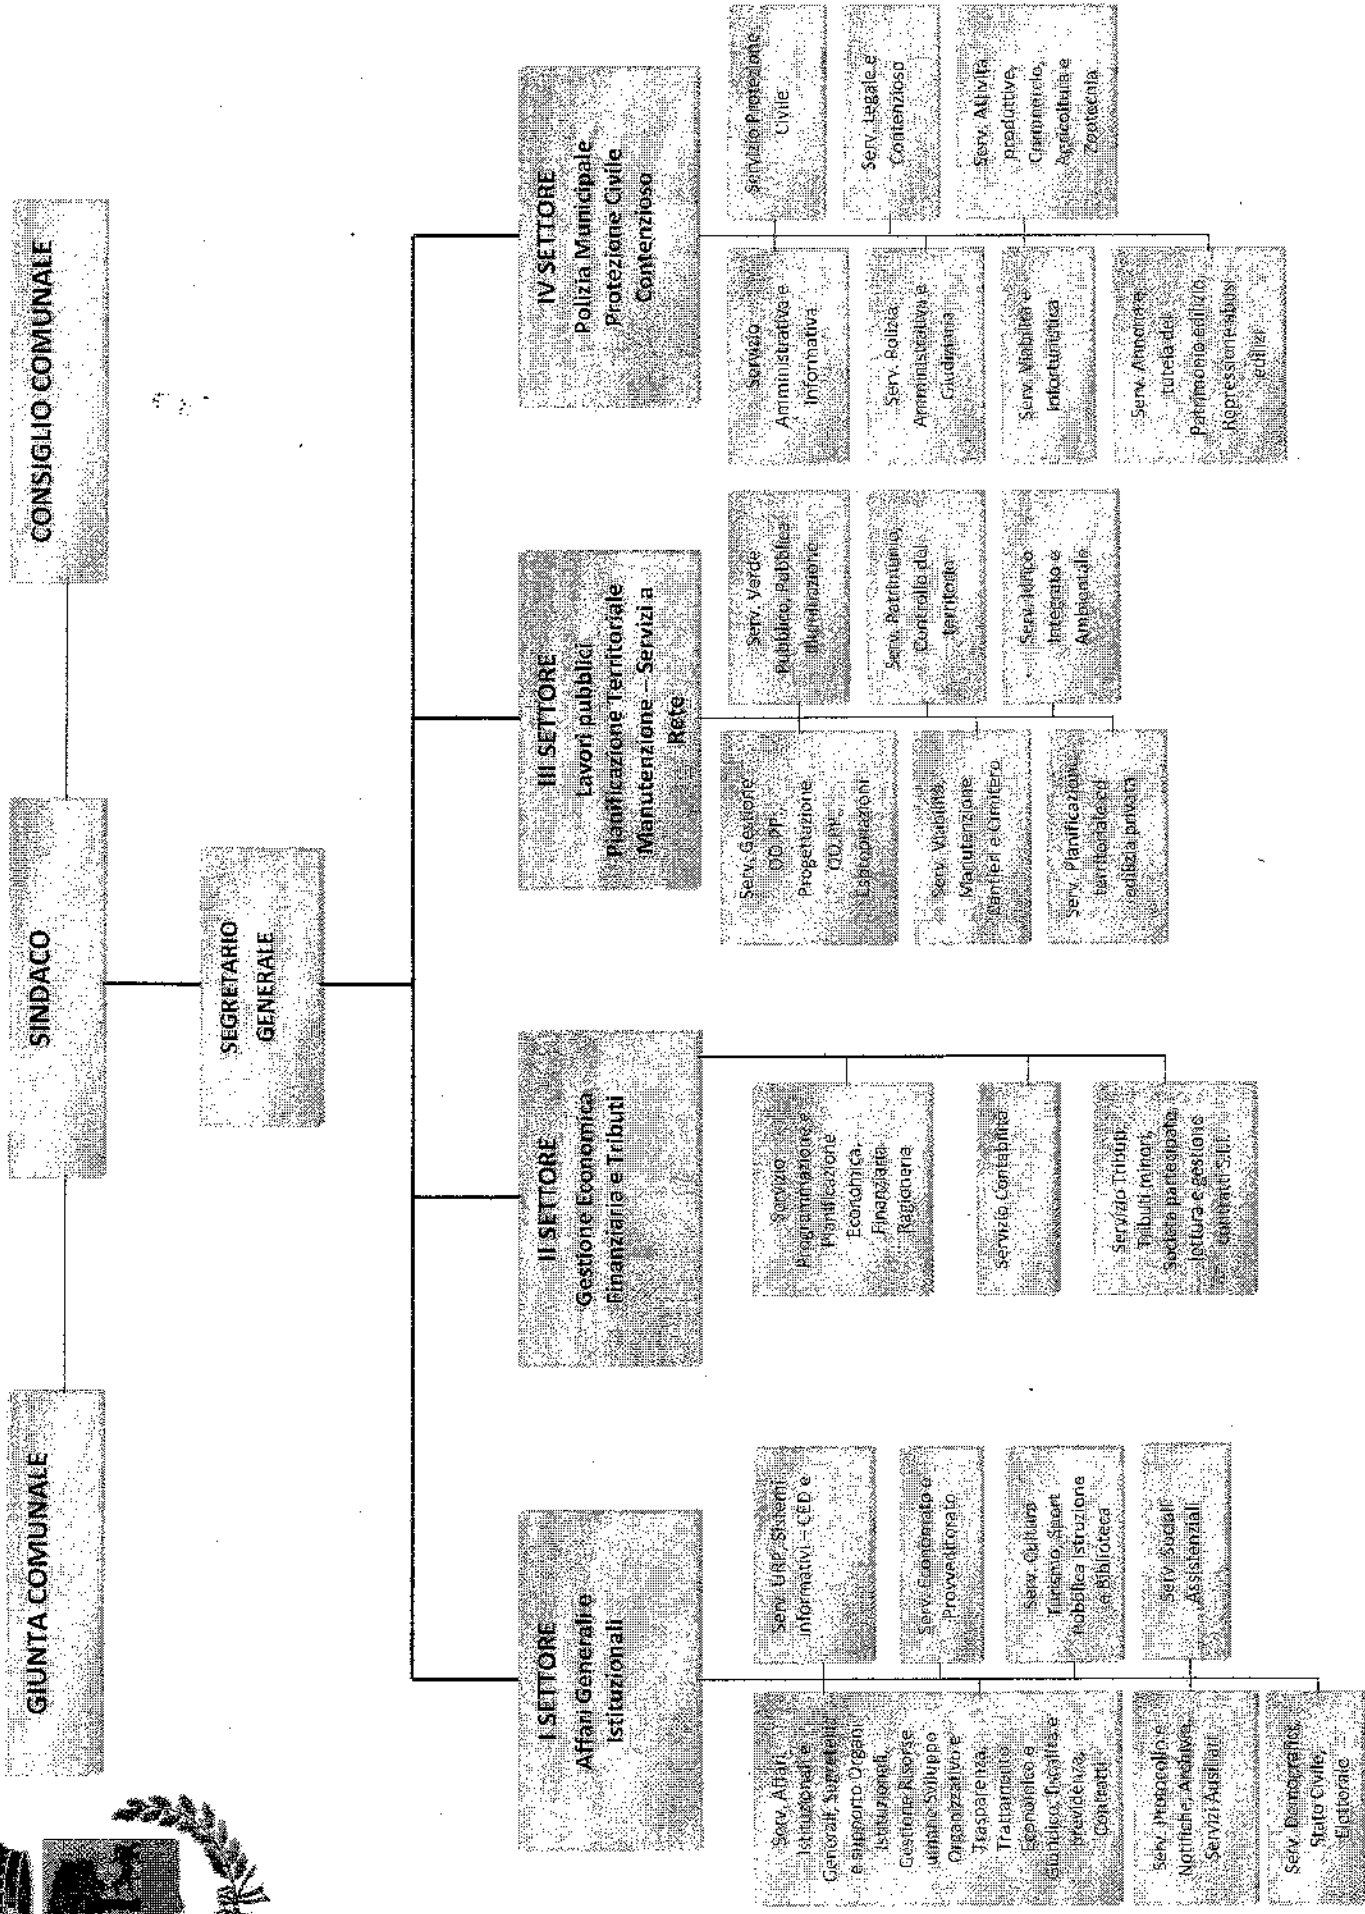 GIUNTA COMUNALE
SINDACO
CONSIGLIO COMUNALE
SEGRETARIO
GENERALE
I SETTORE
Affari Generali e
Istituzionali
II SETTORE
Gestione Economica
Finanziaria e Tributi
III SETTORE
Lavori pubblici
Pianificazione Territoriale
Manutenzione – Servizi a
Rete
IV SETTORE
Polizia Municipale
Protezione Civile
Contenzioso
Serv. Affari
Istituzionali e
Generali, Segreteria
e supporto Organi
Istituzionali,
Gestione Risorse
umane Sviluppo
Organizzativo e
Trasparenza,
Trattamento
Economico e
Giuridico, fiscalità e
previdenza,
Contratti
Serv. Protocollo e
Notifiche, Archivio,
Servizi Ausiliari
Serv. Demografici,
Stato Civile,
Elettorale
Serv. URP, Sistemi
Informativi – CED e
Serv. Economato e
Provveditorato
Serv. Cultura
Turismo, Sport
Pubblica Istruzione
e Biblioteca
Serv. Sociali
Assistenziali
Servizio
Programmazione e
Pianificazione
Economica,
Finanziaria,
Ragioneria
Servizio Contabilità
Servizio Tributi,
Tributi minori,
Società partecipate
lettura e gestione
contratti S.I.I.
Serv. Gestione
OO.PP.,
Progettazione
OO.PP.
Espropriazioni
Serv. Viabilità,
Manutenzione
Cantieri e Cimitero
Serv. Pianificazione
territoriale ed
edilizia privata
Serv. Verde
Pubblico, Pubblica
Illuminazione
Serv. Patrimonio,
Controllo del
territorio
Serv. Idrico
Integrato e
Ambientale
Servizio
Amministrativa e
Informativa
Serv. Polizia
Amministrativa e
Giudiziaria
Serv. Viabilità e
Infortunistica
Serv. Annona e
tutela del
Patrimonio edilizio,
Repressione abusi
edilizi
Servizio Protezione
Civile
Serv. Legale e
Contenzioso
Serv. Attività
produttive,
Commercio,
Agricoltura e
Zootecnia